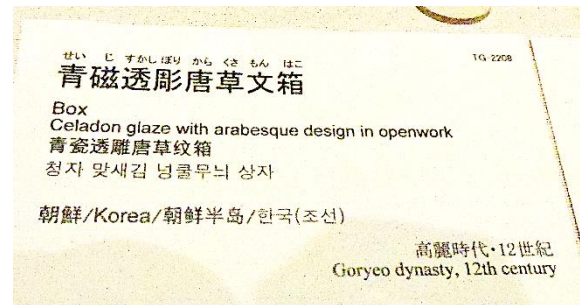 せい じ すかし ぼり から くさ もん はこ
青磁透彫唐草文箱
TG-2208
Box
Celadon glaze with arabesque design in openwork
青瓷透雕唐草纹箱
청자 맞새김 넝쿨무늬 상자
朝鮮/Korea/朝鲜半岛/한국(조선)
高麗時代・12世紀
Goryeo dynasty, 12th century